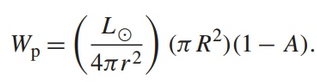 W_p = (L_⊙ / 4πr²) (πR²)(1 − A).